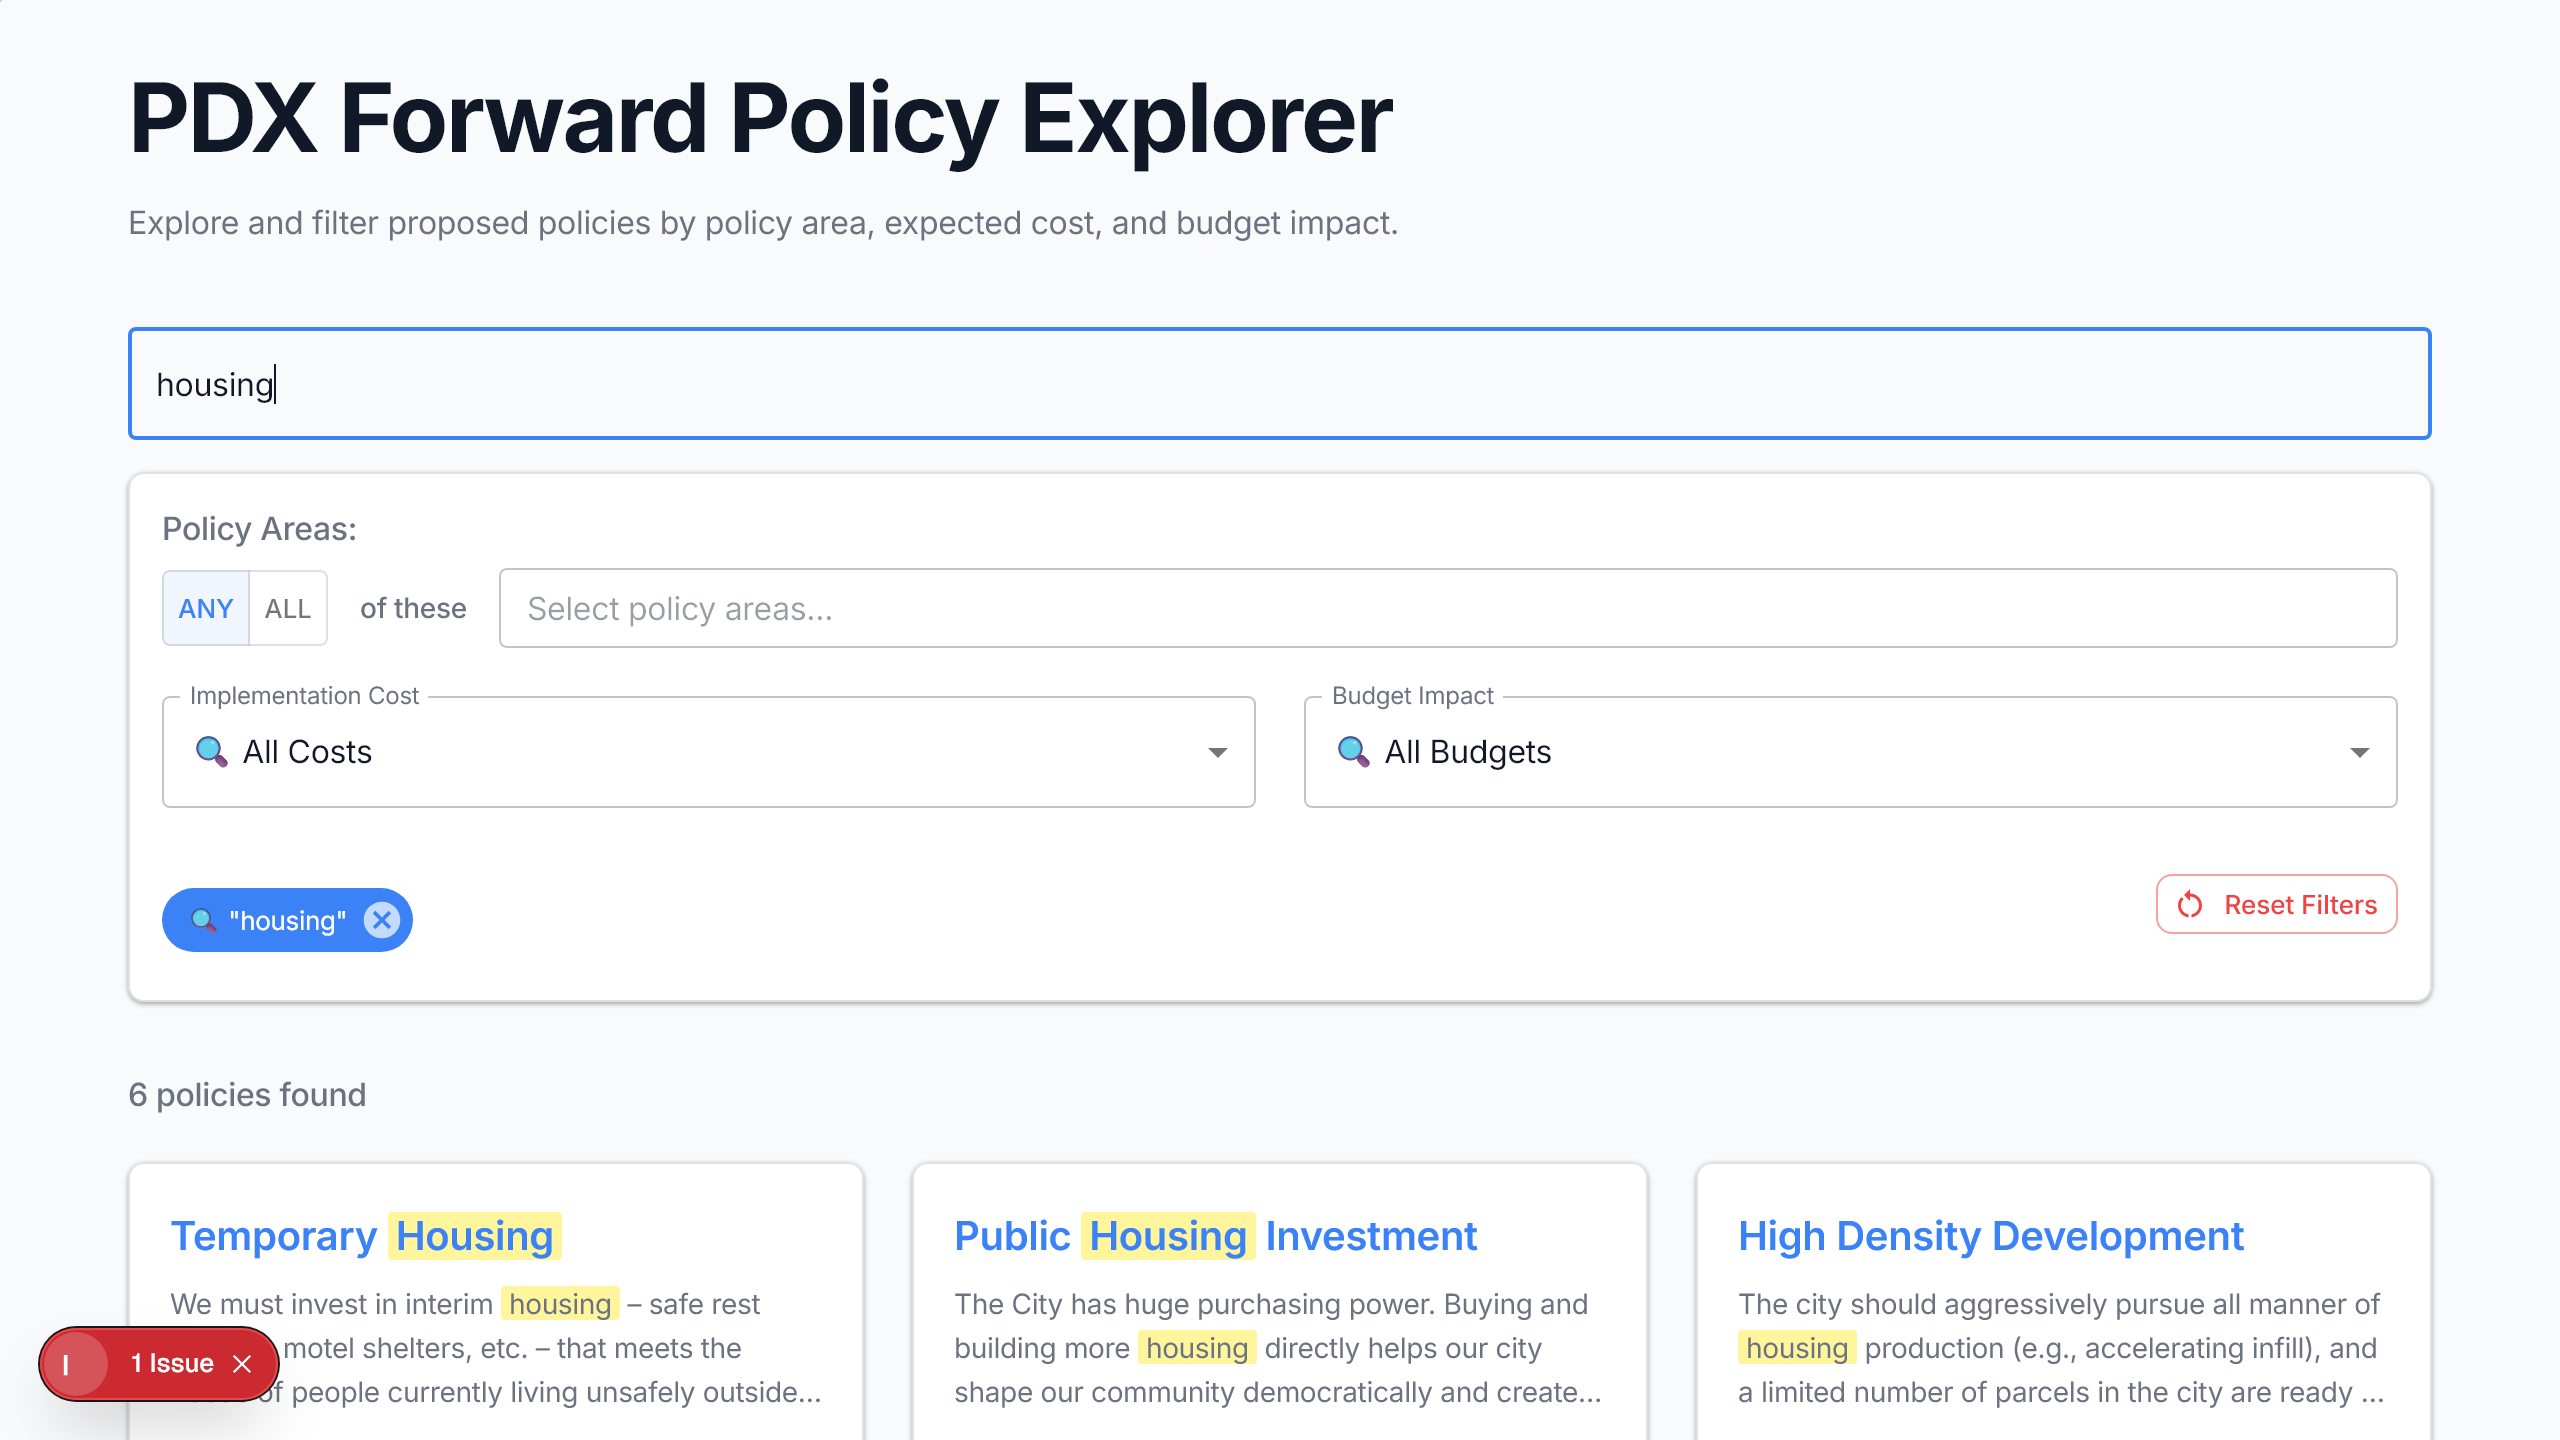 PDX Forward Policy Explorer
Explore and filter proposed policies by policy area, expected cost, and budget impact.
housing
Policy Areas:
ANY ALL of these Select policy areas...
Implementation Cost
All Costs
Budget Impact
All Budgets
"housing"
Reset Filters
6 policies found
Temporary Housing
We must invest in interim housing – safe rest
motel shelters, etc. – that meets the
of people currently living unsafely outside...
Public Housing Investment
The City has huge purchasing power. Buying and
building more housing directly helps our city
shape our community democratically and create...
High Density Development
The city should aggressively pursue all manner of
housing production (e.g., accelerating infill), and
a limited number of parcels in the city are ready ...
1 Issue